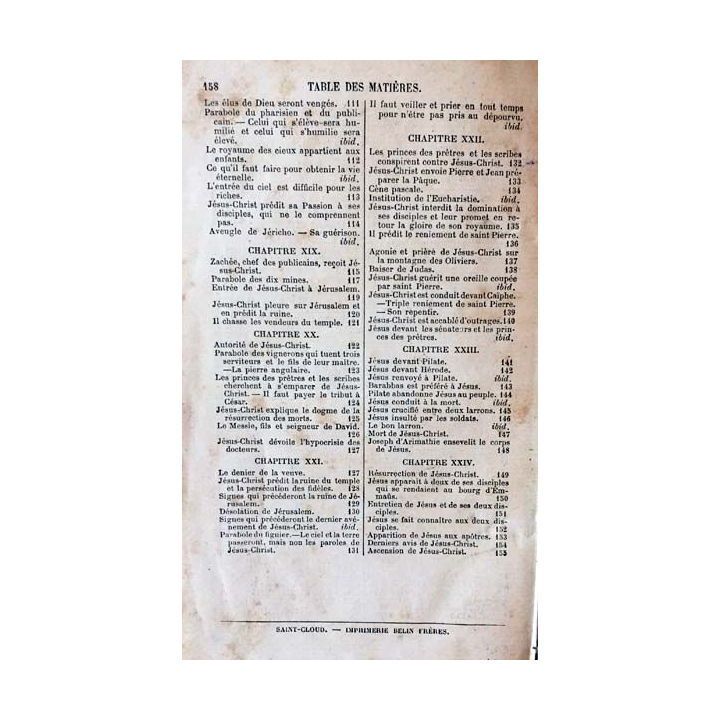 158 TABLE DES MATIÈRES.
Les élus de Dieu seront vengés. 111
Parabole du pharisien et du publi-
cain. — Celui qui s'élève sera hu-
milié et celui qui s'humilie sera
élevé. ibid.
Le royaume des cieux appartient aux
enfants. 112
Ce qu'il faut faire pour obtenir la vie
éternelle. ibid.
L'entrée du ciel est difficile pour les
riches. 113
Jésus-Christ prédit sa Passion à ses
disciples, qui ne le comprennent
pas. 114
Aveugle de Jéricho. — Sa guérison.
ibid.
CHAPITRE XIX.
Zachée, chef des publicains, reçoit Jé-
sus-Christ. 115
Parabole des dix mines. 117
Entrée de Jésus-Christ à Jérusalem.
119
Jésus-Christ pleure sur Jérusalem et
en prédit la ruine. 120
Il chasse les vendeurs du temple. 121
CHAPITRE XX.
Autorité de Jésus-Christ. 122
Parabole des vignerons qui tuent trois
serviteurs et le fils de leur maître.
— La pierre angulaire. 123
Les princes des prêtres et les scribes
cherchent à s'emparer de Jésus-
Christ. — Il faut payer le tribut à
César. 124
Jésus-Christ explique le dogme de la
résurrection des morts. 125
Le Messie, fils et seigneur de David.
126
Jésus-Christ dévoile l'hypocrisie des
docteurs. 127
CHAPITRE XXI.
Le denier de la veuve. 127
Jésus-Christ prédit la ruine du temple
et la persécution des fidèles. 128
Signes qui précéderont la ruine de Jé-
rusalem. 129
Désolation de Jérusalem. 130
Signes qui précéderont le dernier avé-
nement de Jésus-Christ. ibid.
Parabole du figuier. — Le ciel et la terre
passeront, mais non les paroles de
Jésus-Christ. 131
Il faut veiller et prier en tout temps
pour n'être pas pris au dépourvu.
ibid.
CHAPITRE XXII.
Les princes des prêtres et les scribes
conspirent contre Jésus-Christ. 132
Jésus-Christ envoie Pierre et Jean pré-
parer la Pâque. 133
Cène pascale. 134
Institution de l'Eucharistie. ibid.
Jésus-Christ interdit la domination à
ses disciples et leur promet en re-
tour la gloire de son royaume. 135
Il prédit le reniement de saint Pierre.
136
Agonie et prière de Jésus-Christ sur
la montagne des Oliviers. 137
Baiser de Judas. 138
Jésus-Christ guérit une oreille coupée
par saint Pierre. ibid.
Jésus-Christ est conduit devant Caïphe.
— Triple reniement de saint Pierre.
— Son repentir. 139
Jésus-Christ est accablé d'outrages. 140
Jésus devant les sénateurs et les prin-
ces des prêtres. ibid.
CHAPITRE XXIII.
Jésus devant Pilate. 141
Jésus devant Hérode. 142
Jésus renvoyé à Pilate. ibid.
Barabbas est préféré à Jésus. 143
Pilate abandonne Jésus au peuple. 144
Jésus conduit à la mort. ibid.
Jésus crucifié entre deux larrons. 145
Jésus insulté par les soldats. 146
Le bon larron. ibid.
Mort de Jésus-Christ. 147
Joseph d'Arimathie ensevelit le corps
de Jésus. 148
CHAPITRE XXIV.
Résurrection de Jésus-Christ. 149
Jésus apparaît à deux de ses disciples
qui se rendaient au bourg d'Em-
maüs. 150
Entretien de Jésus et de ses deux dis-
ciples. 151
Jésus se fait connaître aux deux dis-
ciples. 152
Apparition de Jésus aux apôtres. 153
Derniers avis de Jésus-Christ. 154
Ascension de Jésus-Christ. 155
SAINT-CLOUD. — IMPRIMERIE BELIN FRÈRES.